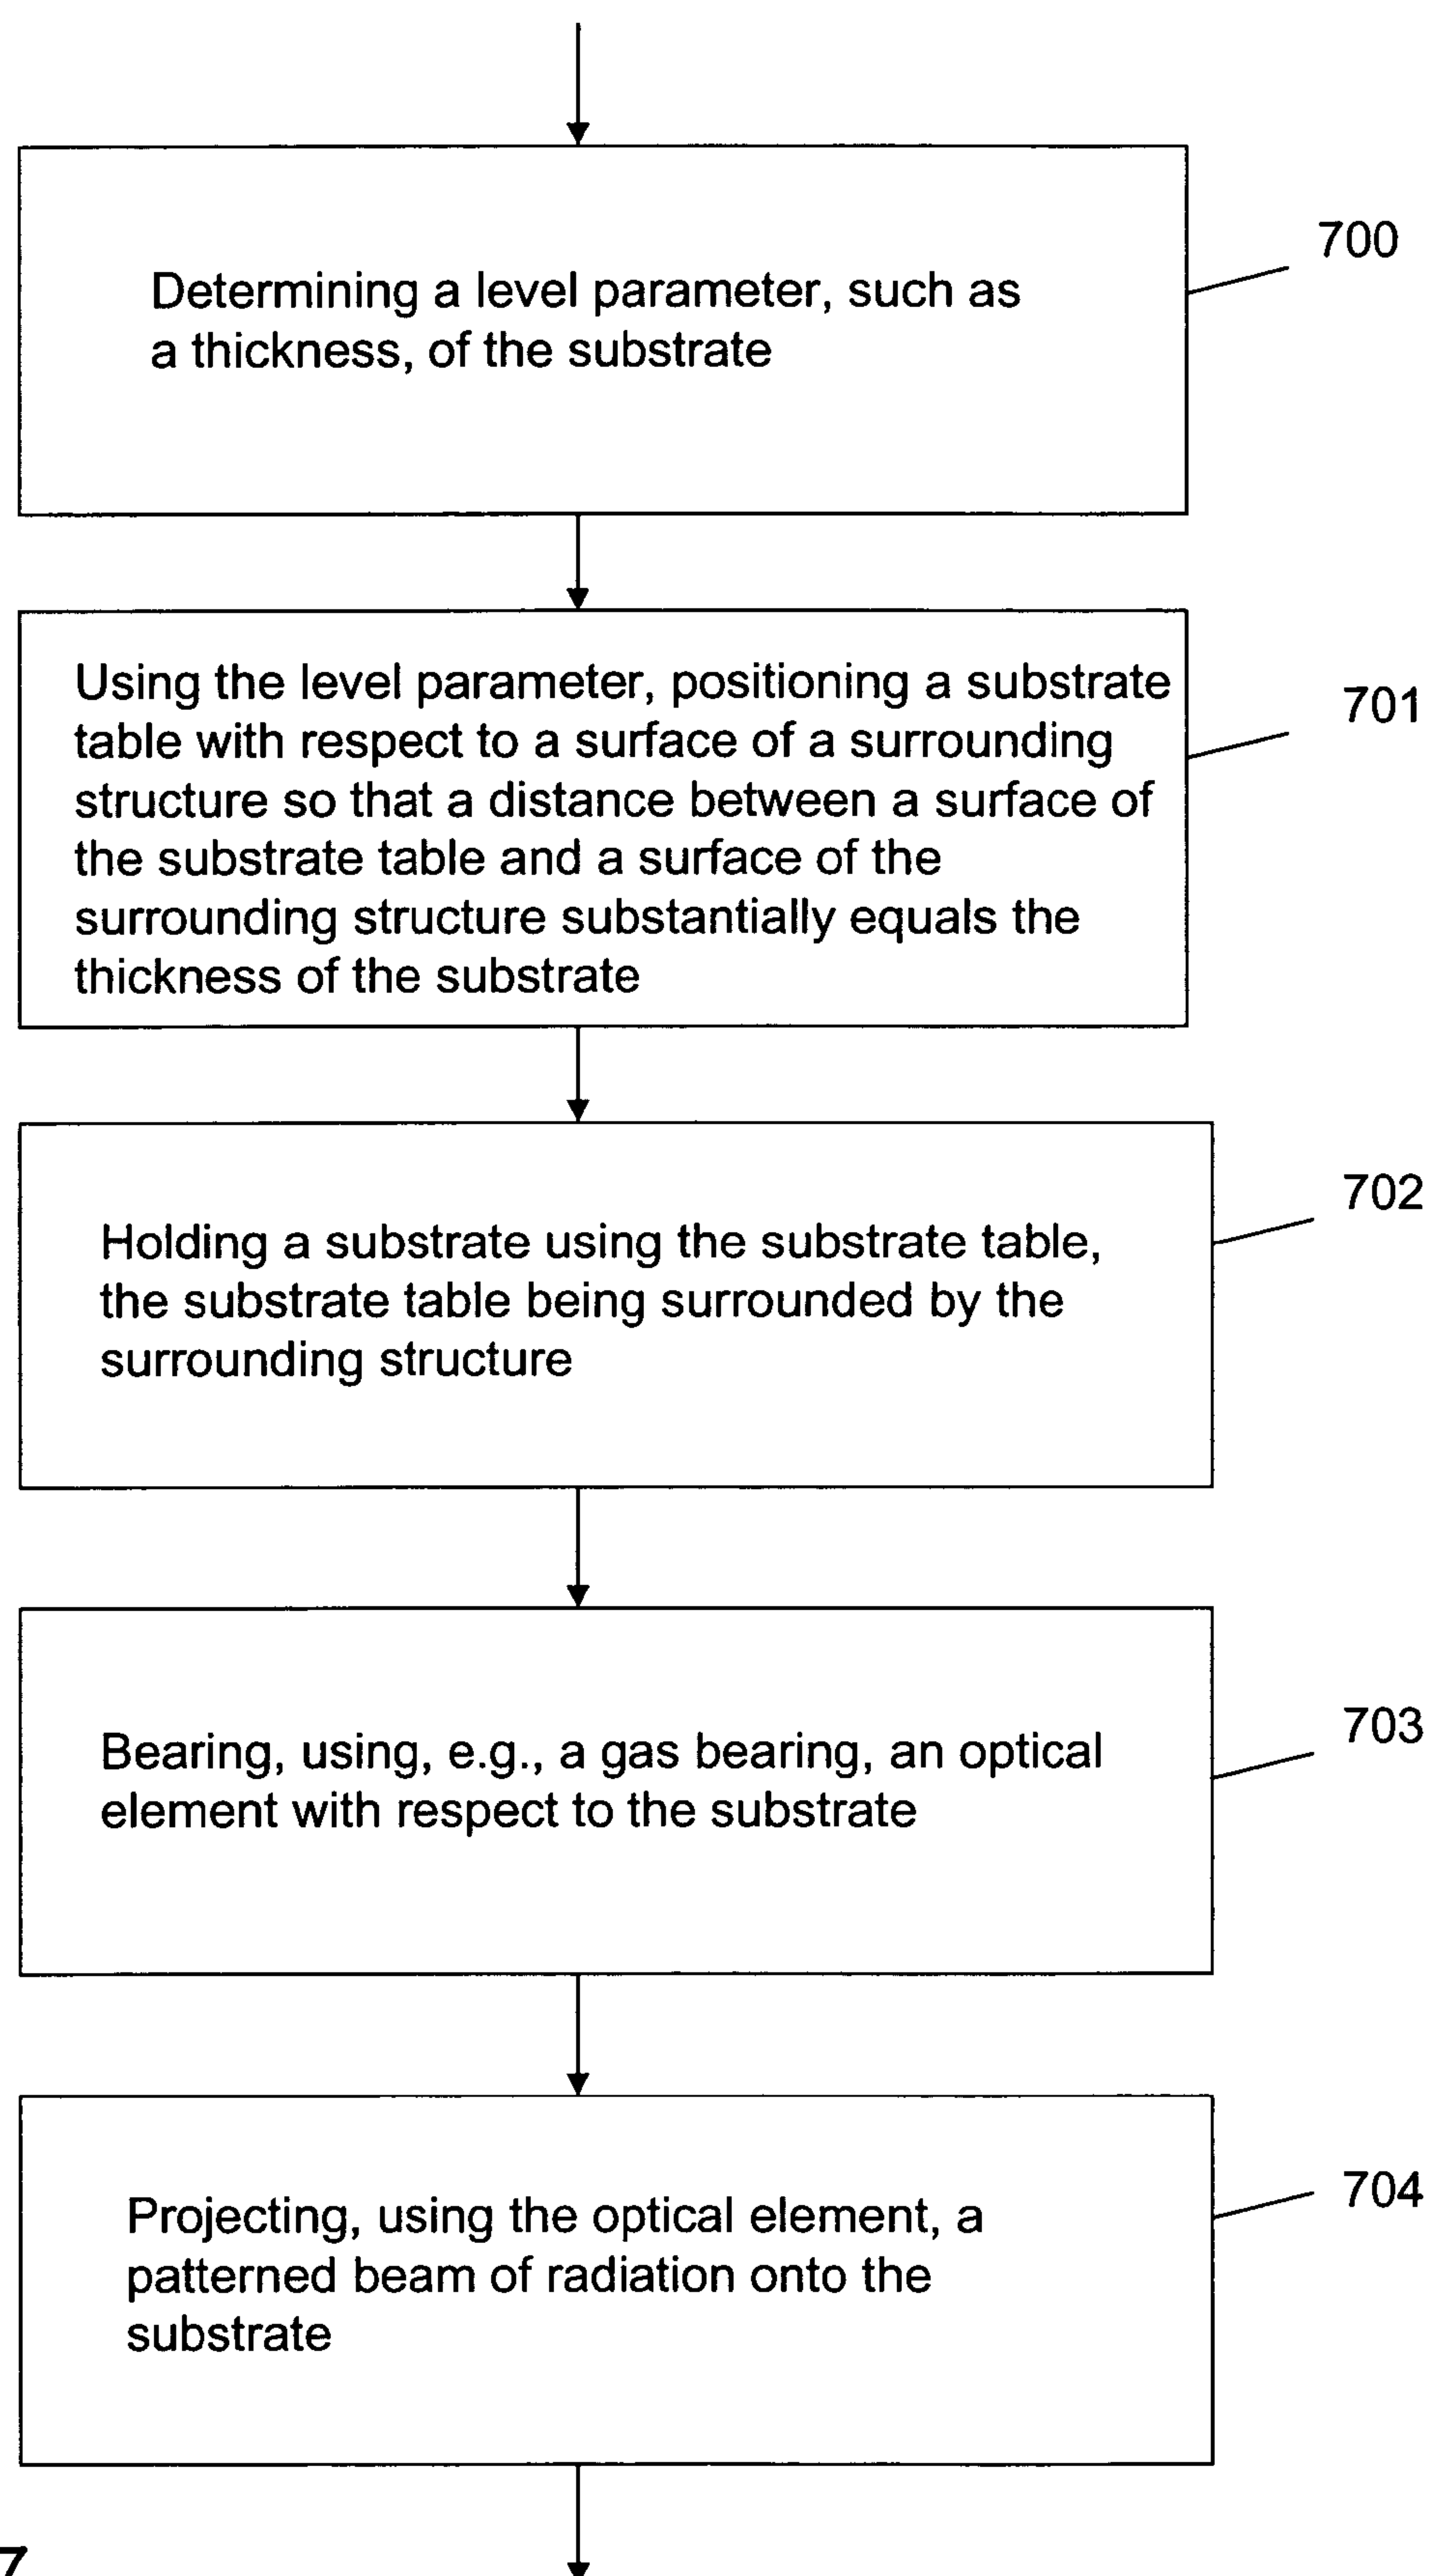 700
Determining a level parameter, such as
a thickness, of the substrate
701
Using the level parameter, positioning a substrate
table with respect to a surface of a surrounding
structure so that a distance between a surface of
the substrate table and a surface of the
surrounding structure substantially equals the
thickness of the substrate
702
Holding a substrate using the substrate table,
the substrate table being surrounded by the
surrounding structure
703
Bearing, using, e.g., a gas bearing, an optical
element with respect to the substrate
704
Projecting, using the optical element, a
patterned beam of radiation onto the
substrate
7